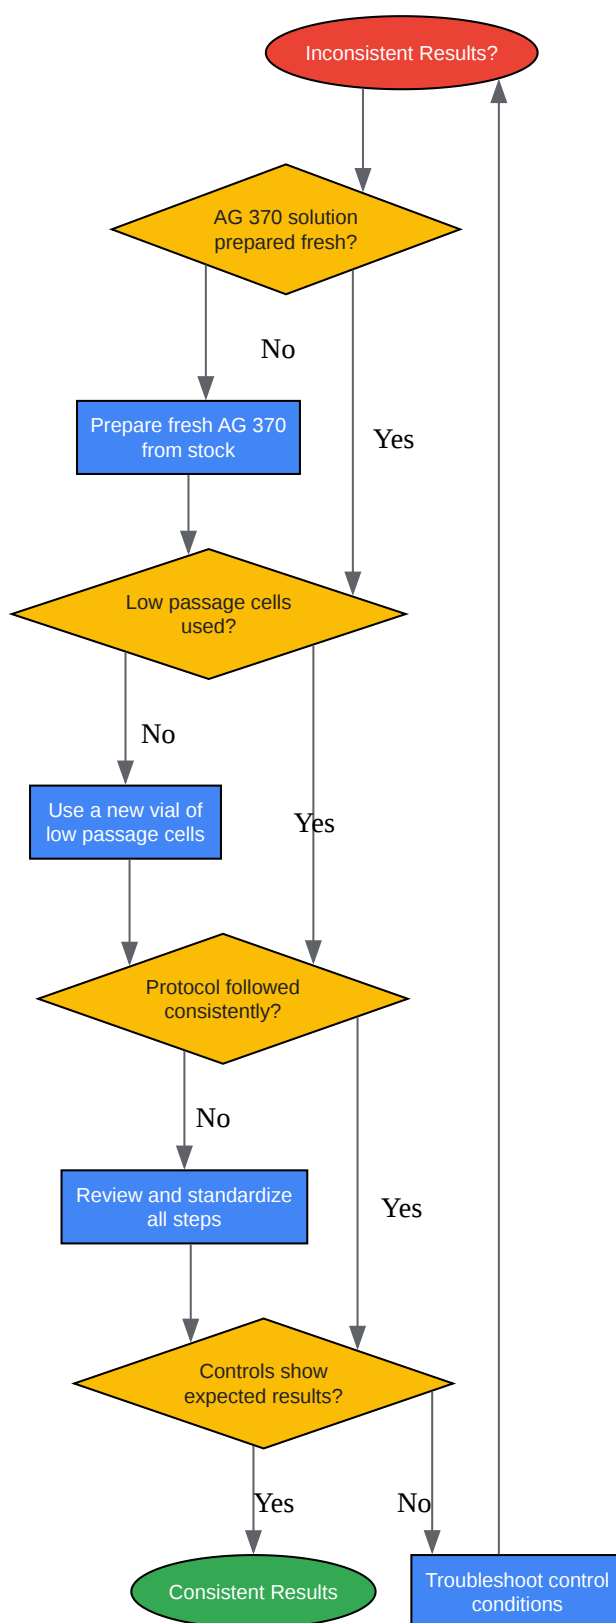 Inconsistent Results?
AG 370 solution
prepared fresh?
No
Prepare fresh AG 370
from stock
Yes
Low passage cells
used?
No
Use a new vial of
low passage cells
Yes
Protocol followed
consistently?
No
Review and standardize
all steps
Yes
Controls show
expected results?
Yes
No
Consistent Results
Troubleshoot control
conditions